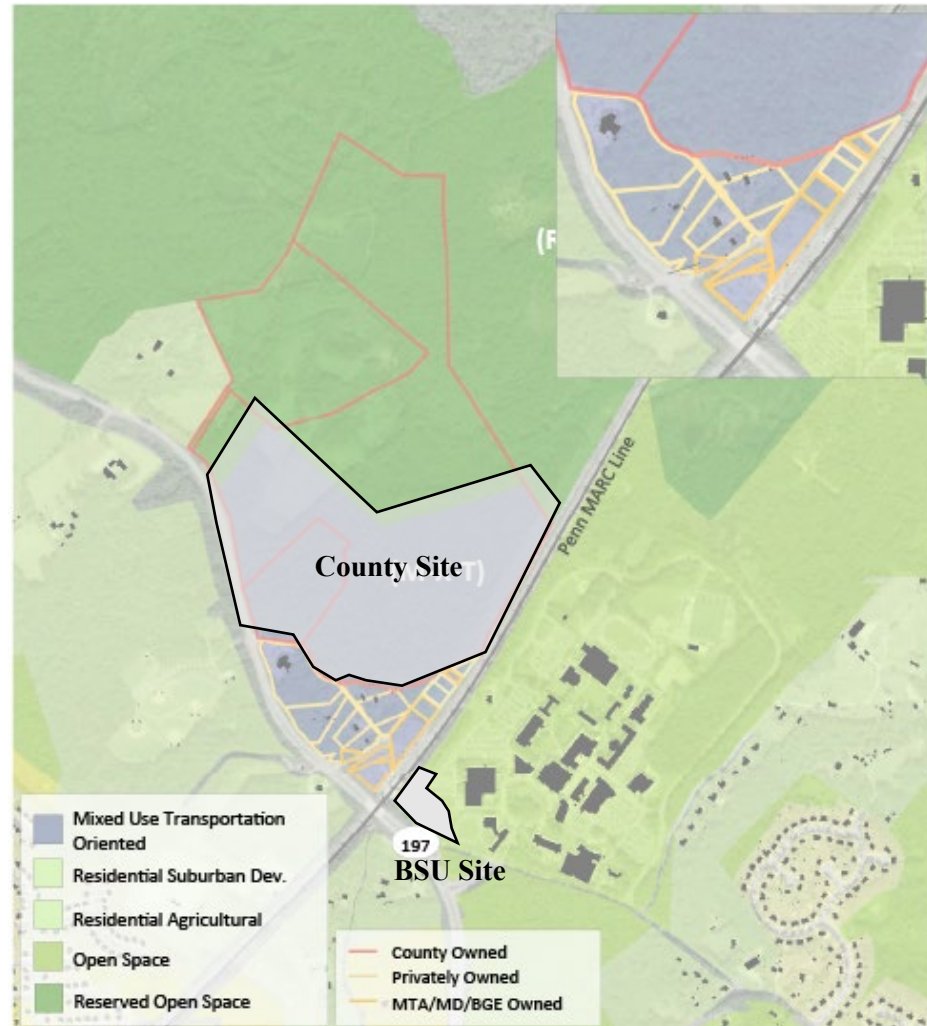 (
Penn MARC Line
County Site
T)
197
BSU Site
Mixed Use Transportation
Oriented
Residential Suburban Dev.
Residential Agricultural
Open Space
Reserved Open Space
County Owned
Privately Owned
MTA/MD/BGE Owned